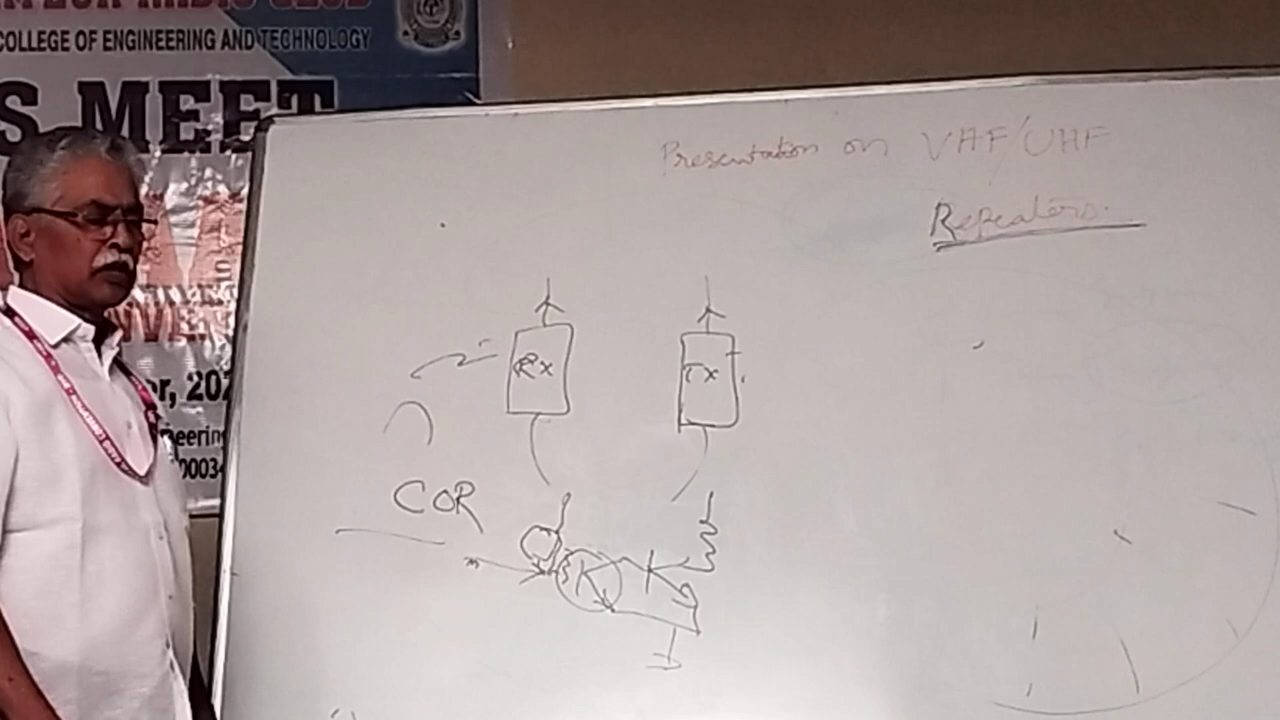 COLLEGE OF ENGINEERING AND TECHNOLOGY
S MEET
Presentation on VHF/UHF
Repeaters.
Rx
Tx
COR